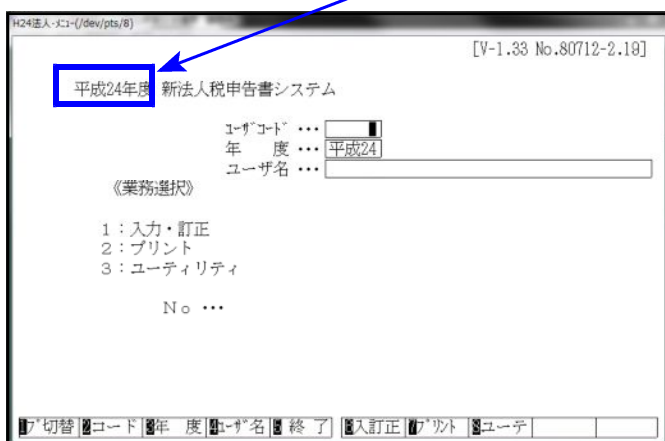 H24法人-ﾒﾆｭｰ-(/dev/pts/8)
[V-1.33 No.80712-2.19]
平成24年度 新法人税申告書システム
ﾕｰｻﾞｺｰﾄﾞ ･･･
年　度 ･･･ 平成24
ユーザ名 ･･･
《業務選択》
1：入力・訂正
2：プリント
3：ユーティリティ
No ･･･
1ﾌﾟ切替 2コード 3年　度 4ﾕｰｻﾞ名 5終 了 6入訂正 7ﾌﾟﾘﾝﾄ 8ユーテ